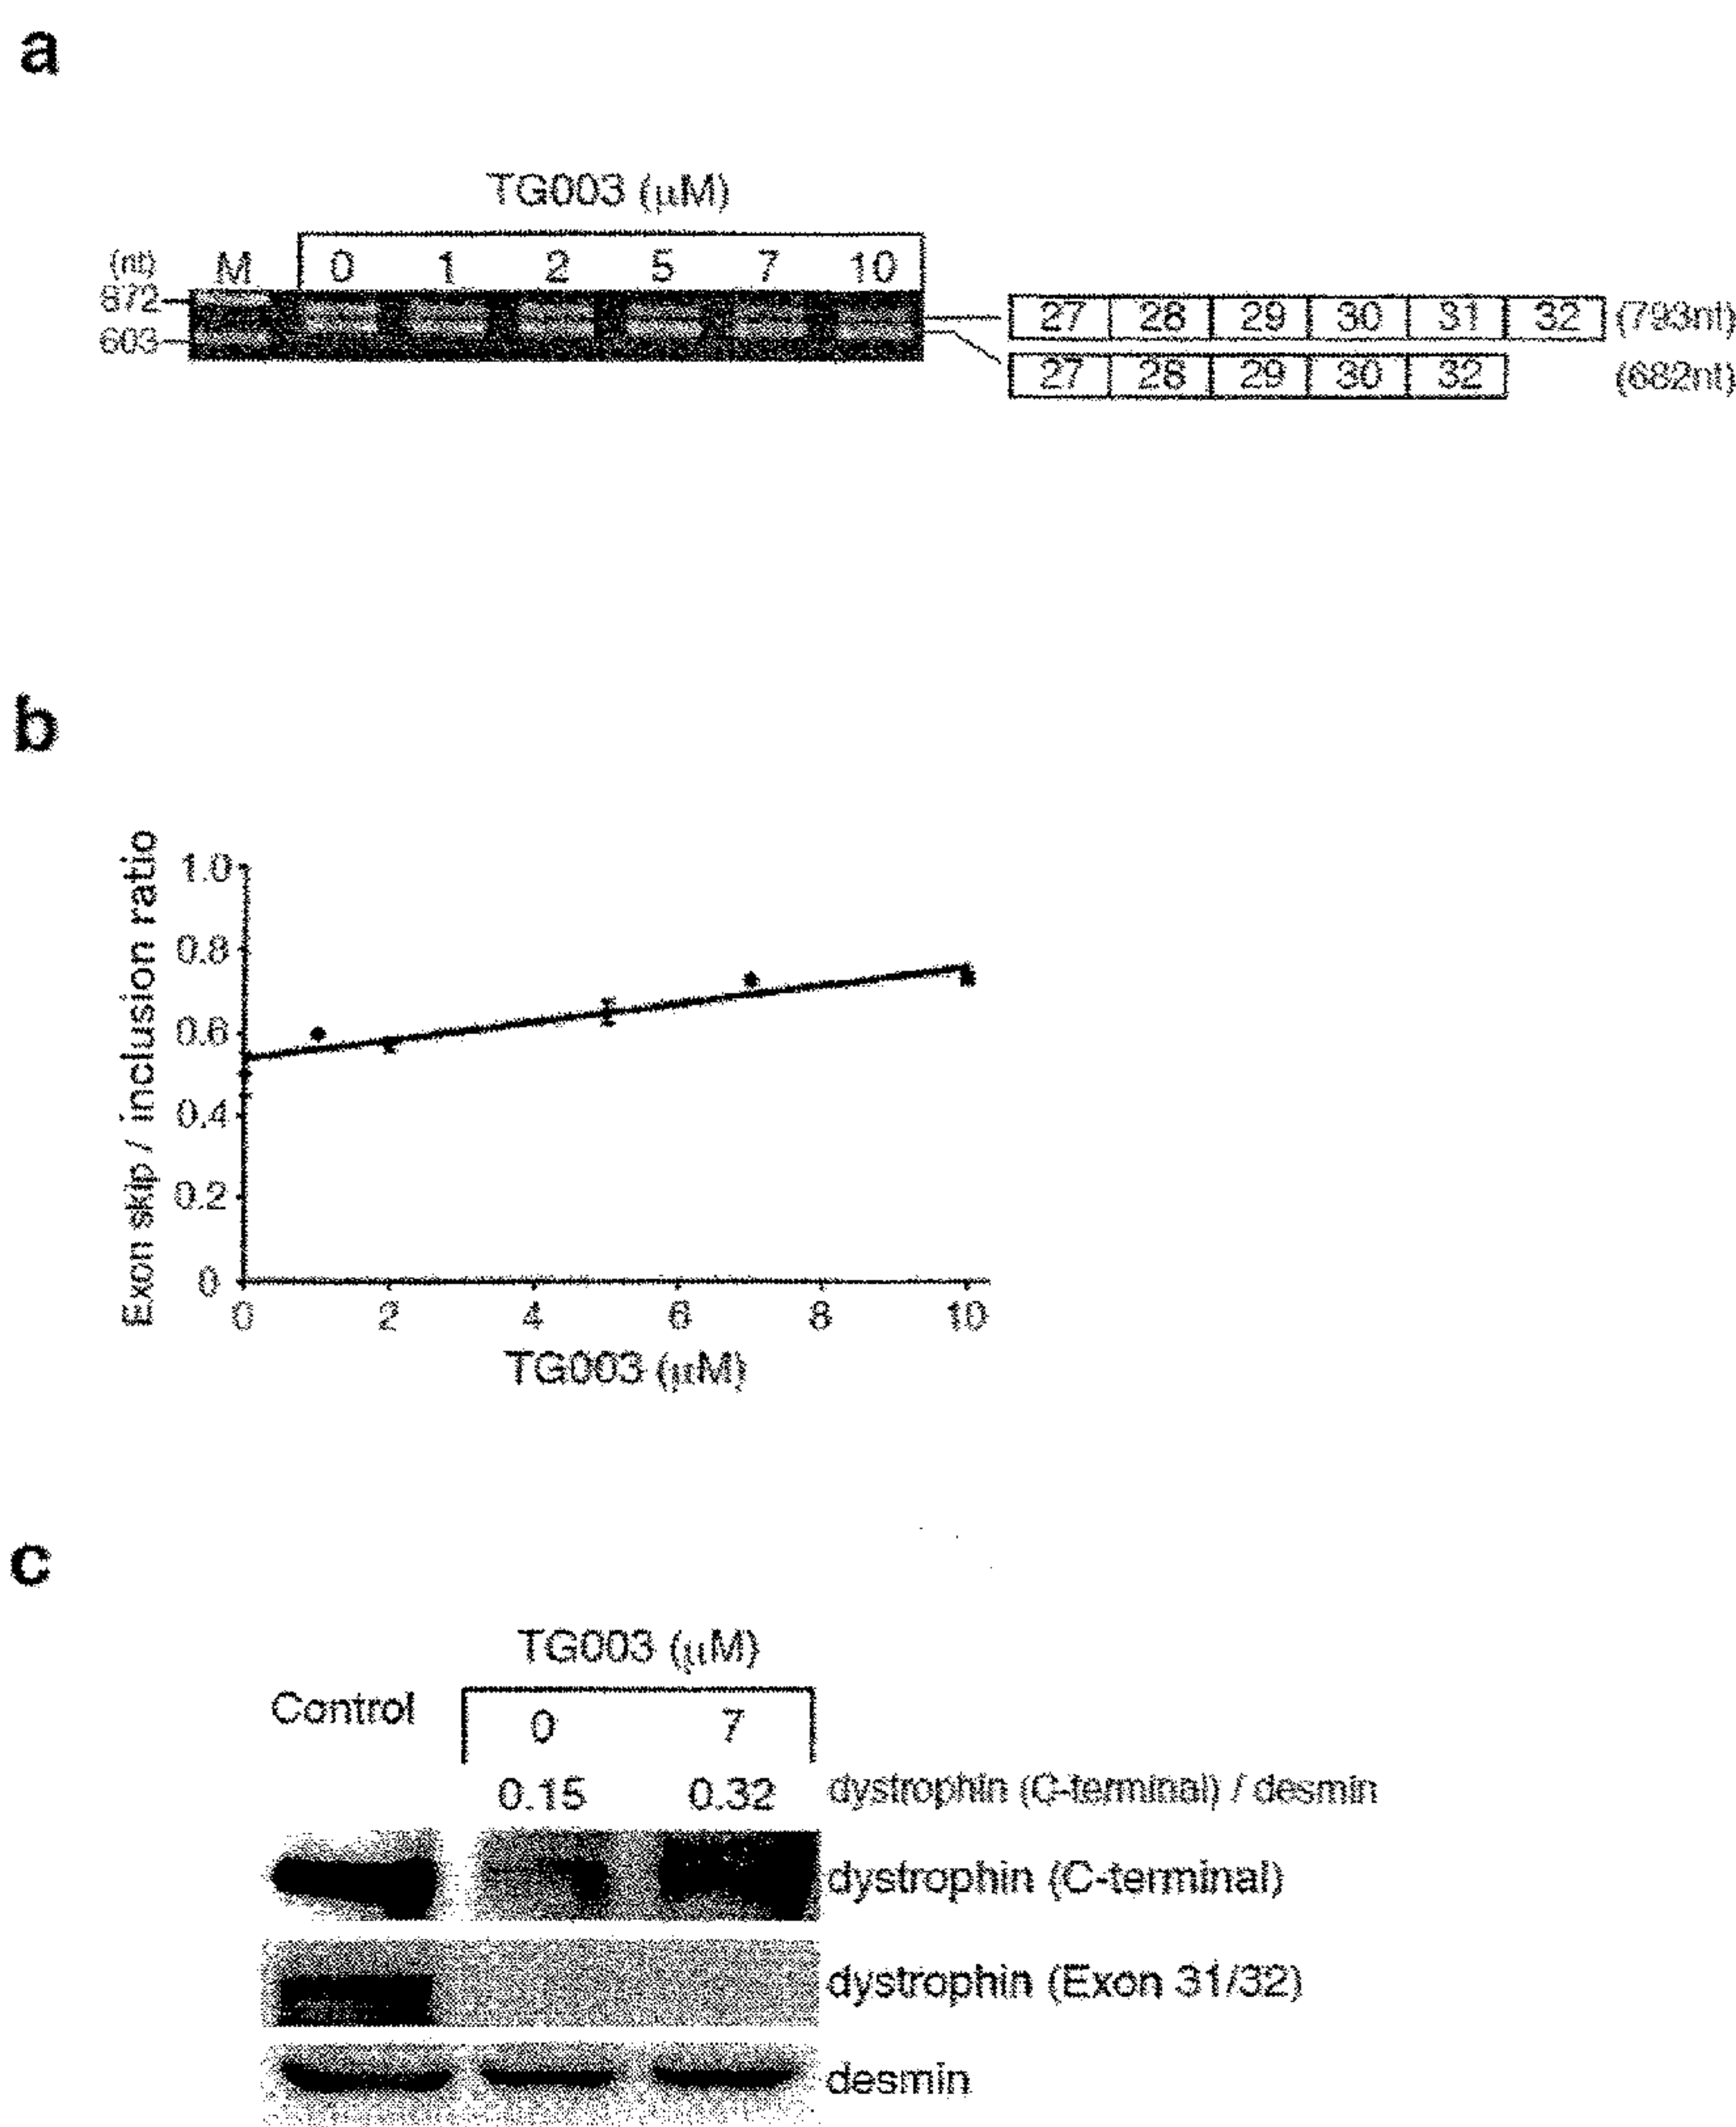 a
TG003 (μM)
(nt) M 0 1 2 5 7 10
872
603
27 28 29 30 31 32 (793nt)
27 28 29 30 32 (682nt)
b
Exon skip / inclusion ratio
1.0
0.8
0.6
0.4
0.2
0
0 2 4 6 8 10
TG003 (μM)
c
TG003 (μM)
Control 0 7
0.15 0.32 dystrophin (C-terminal) / desmin
dystrophin (C-terminal)
dystrophin (Exon 31/32)
desmin